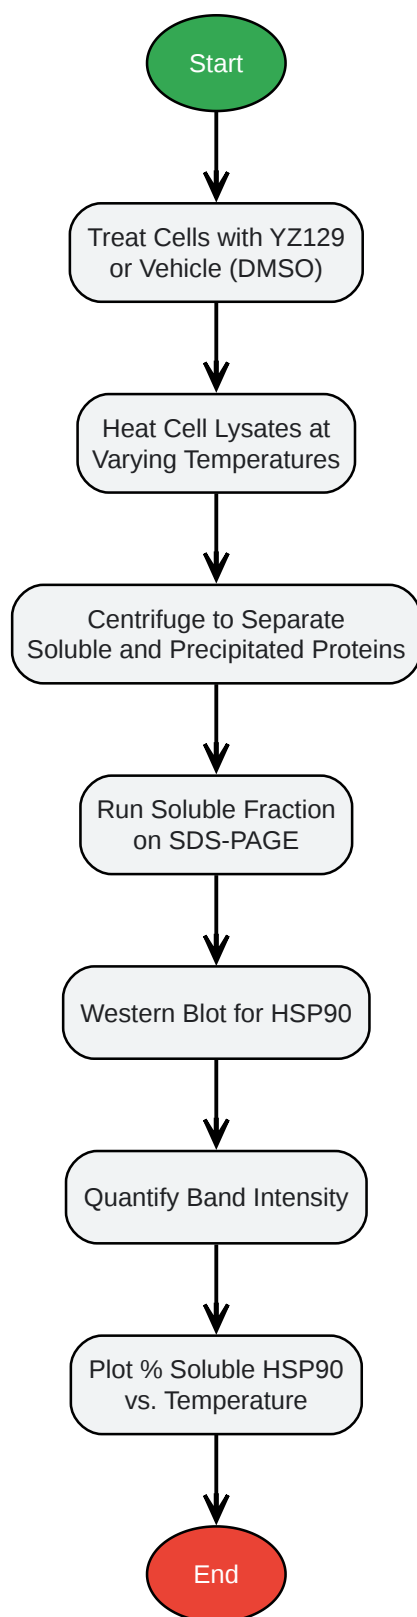 Start
Treat Cells with YZ129
or Vehicle (DMSO)
Heat Cell Lysates at
Varying Temperatures
Centrifuge to Separate
Soluble and Precipitated Proteins
Run Soluble Fraction
on SDS-PAGE
Western Blot for HSP90
Quantify Band Intensity
Plot % Soluble HSP90
vs. Temperature
End